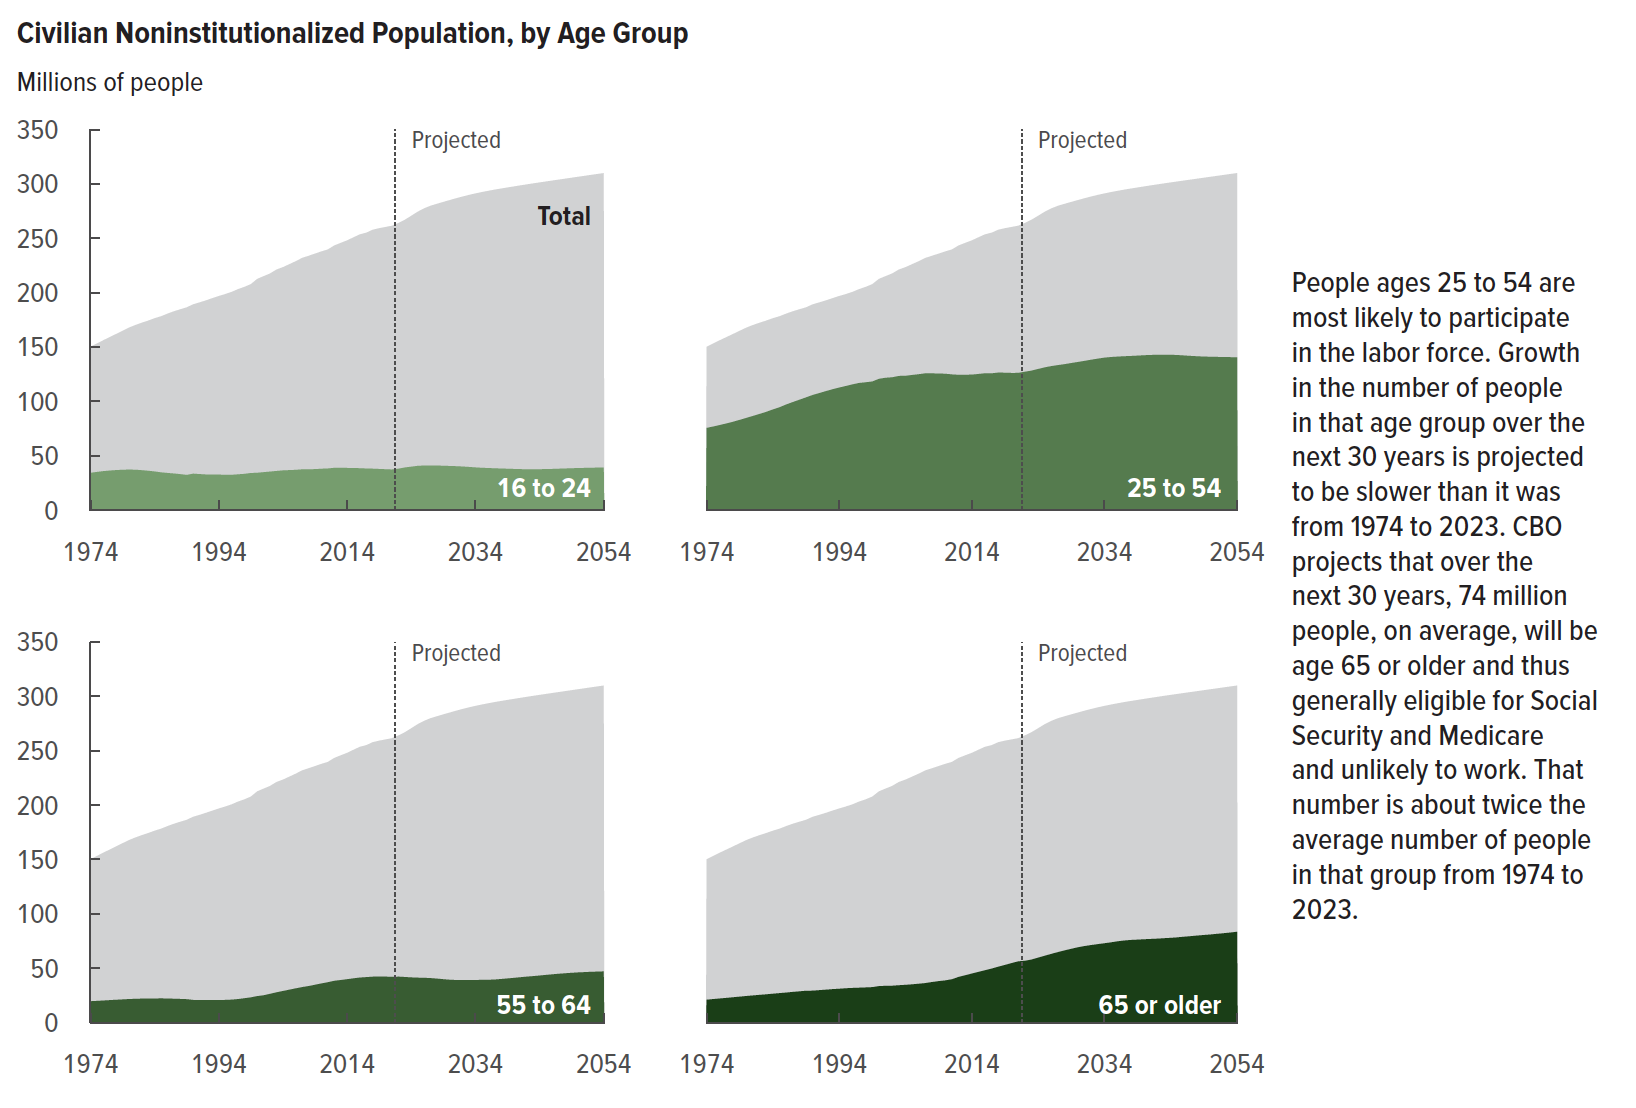 Civilian Noninstitutionalized Population, by Age Group
Millions of people
350
300
250
200
150
100
50
0
Projected
Total
16 to 24
1974 1994 2014 2034 2054
Projected
25 to 54
1974 1994 2014 2034 2054
350
300
250
200
150
100
50
0
Projected
55 to 64
1974 1994 2014 2034 2054
Projected
65 or older
1974 1994 2014 2034 2054
People ages 25 to 54 are
most likely to participate
in the labor force. Growth
in the number of people
in that age group over the
next 30 years is projected
to be slower than it was
from 1974 to 2023. CBO
projects that over the
next 30 years, 74 million
people, on average, will be
age 65 or older and thus
generally eligible for Social
Security and Medicare
and unlikely to work. That
number is about twice the
average number of people
in that group from 1974 to
2023.